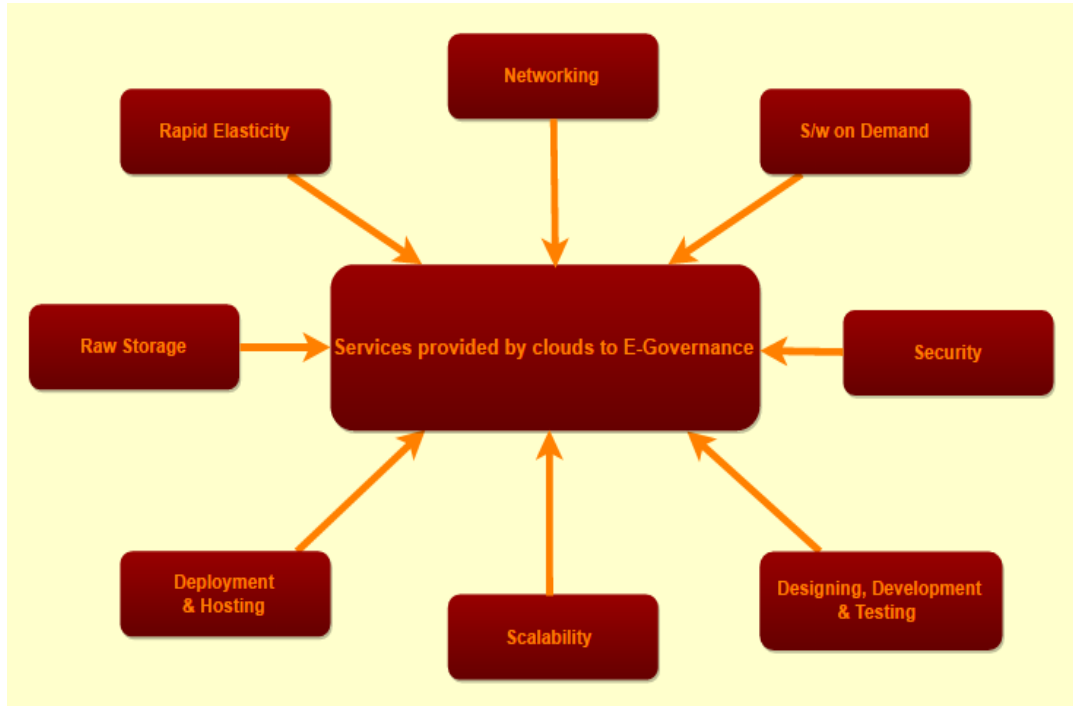 Networking
Rapid Elasticity
S/w on Demand
Services provided by clouds to E-Governance
Raw Storage
Security
Deployment
& Hosting
Scalability
Designing, Development
& Testing